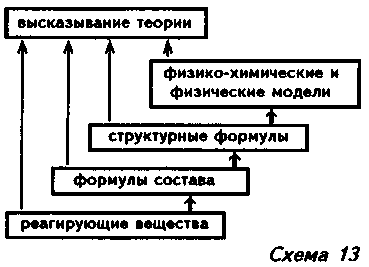 высказывание теории
физико-химические и
физические модели
структурные формулы
формулы состава
реагирующие вещества
Схема 13